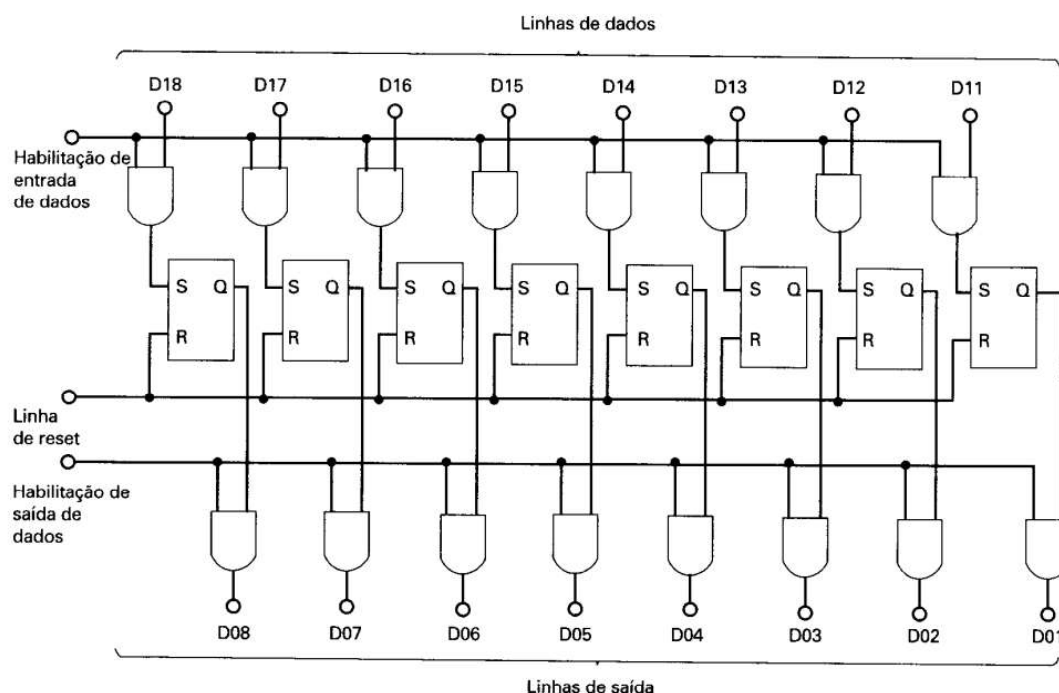 Linhas de dados
D18 D17 D16 D15 D14 D13 D12 D11
Habilitação de
entrada
de dados
S Q S Q S Q S Q S Q S Q S Q S Q
R R R R R R R R
Linha
de reset
Habilitação de
saída de
dados
D08 D07 D06 D05 D04 D03 D02 D01
Linhas de saída